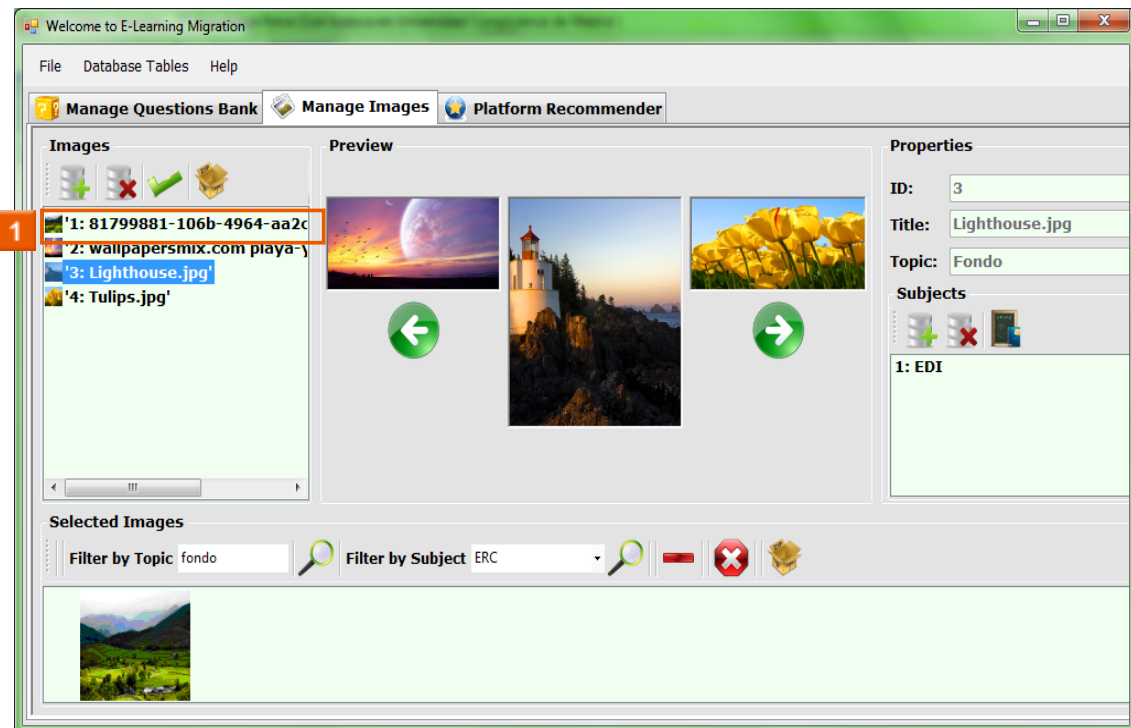 Welcome to E-Learning Migration
File Database Tables Help
Manage Questions Bank Manage Images Platform Recommender
Images
'1: 81799881-106b-4964-aa2c
'2: wallpapersmix.com playa-y
'3: Lighthouse.jpg'
'4: Tulips.jpg'
1
Preview
Properties
ID: 3
Title: Lighthouse.jpg
Topic: Fondo
Subjects
1: EDI
Selected Images
Filter by Topic fondo Filter by Subject ERC